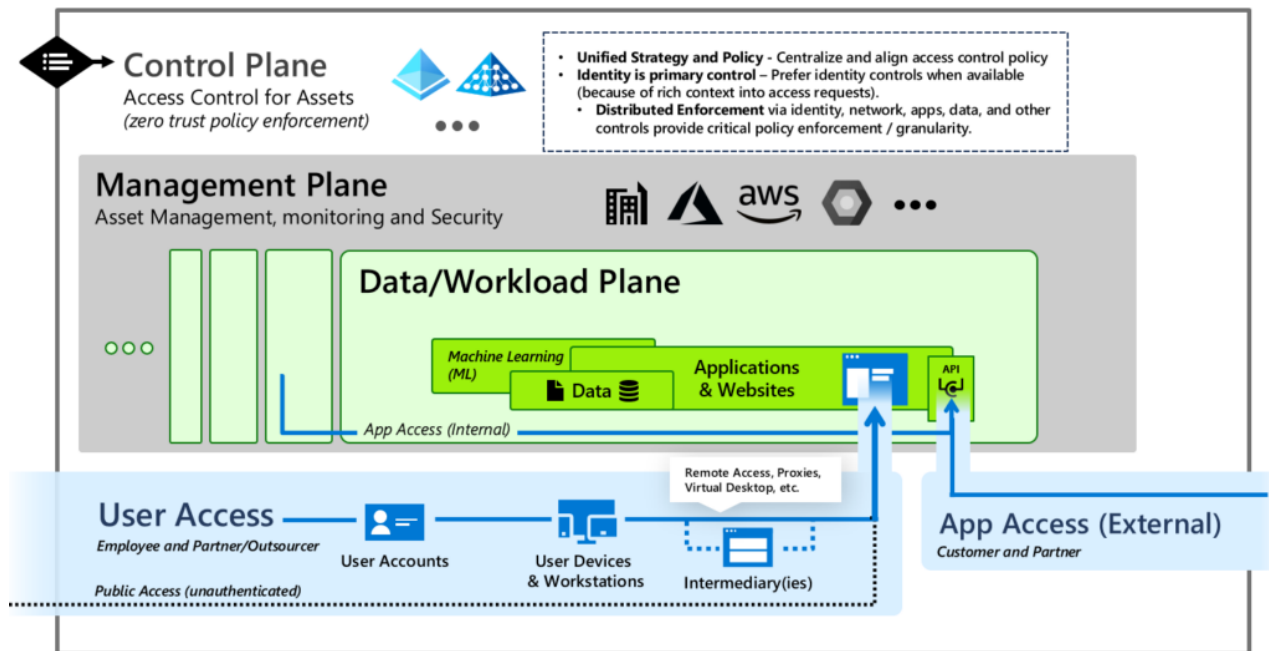 Control Plane
Access Control for Assets
(zero trust policy enforcement)
• Unified Strategy and Policy - Centralize and align access control policy
• Identity is primary control – Prefer identity controls when available
(because of rich context into access requests).
• Distributed Enforcement via identity, network, apps, data, and other
controls provide critical policy enforcement / granularity.
Management Plane
Asset Management, monitoring and Security
aws
Data/Workload Plane
Machine Learning
(ML)
Data
Applications
& Websites
API
App Access (Internal)
Remote Access, Proxies,
Virtual Desktop, etc.
User Access
Employee and Partner/Outsourcer
User Accounts
User Devices
& Workstations
Intermediary(ies)
Public Access (unauthenticated)
App Access (External)
Customer and Partner